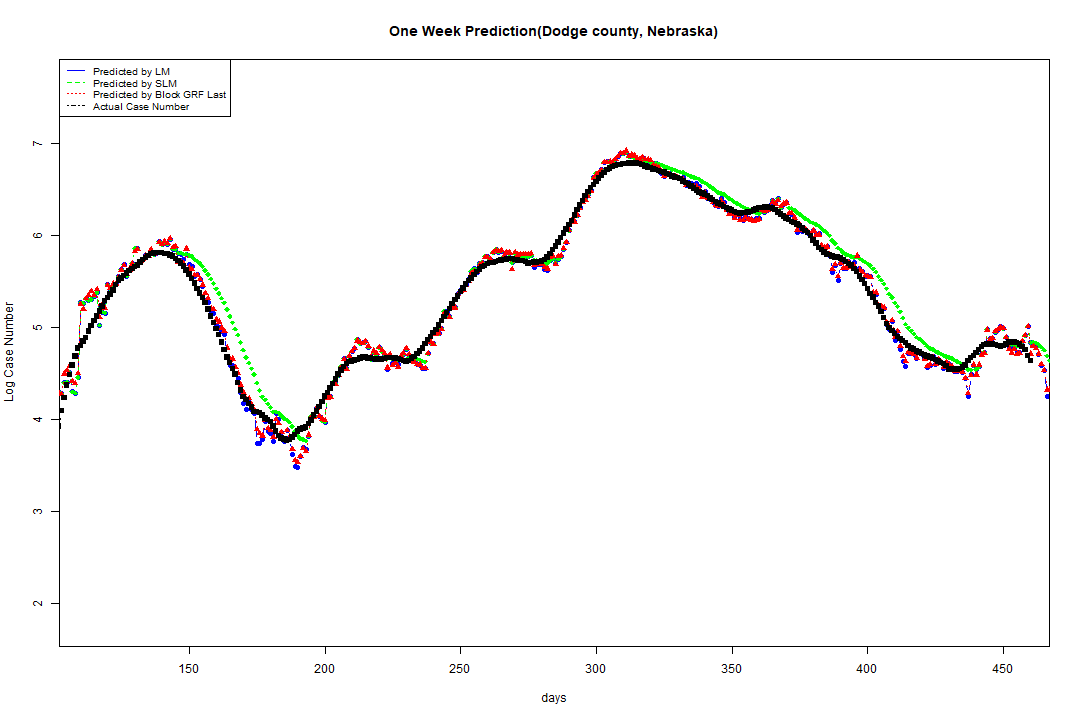 One Week Prediction(Dodge county, Nebraska)
Predicted by LM
Predicted by SLM
Predicted by Block GRF Last
Actual Case Number
Log Case Number
7
6
5
4
3
2
150 200 250 300 350 400 450
days